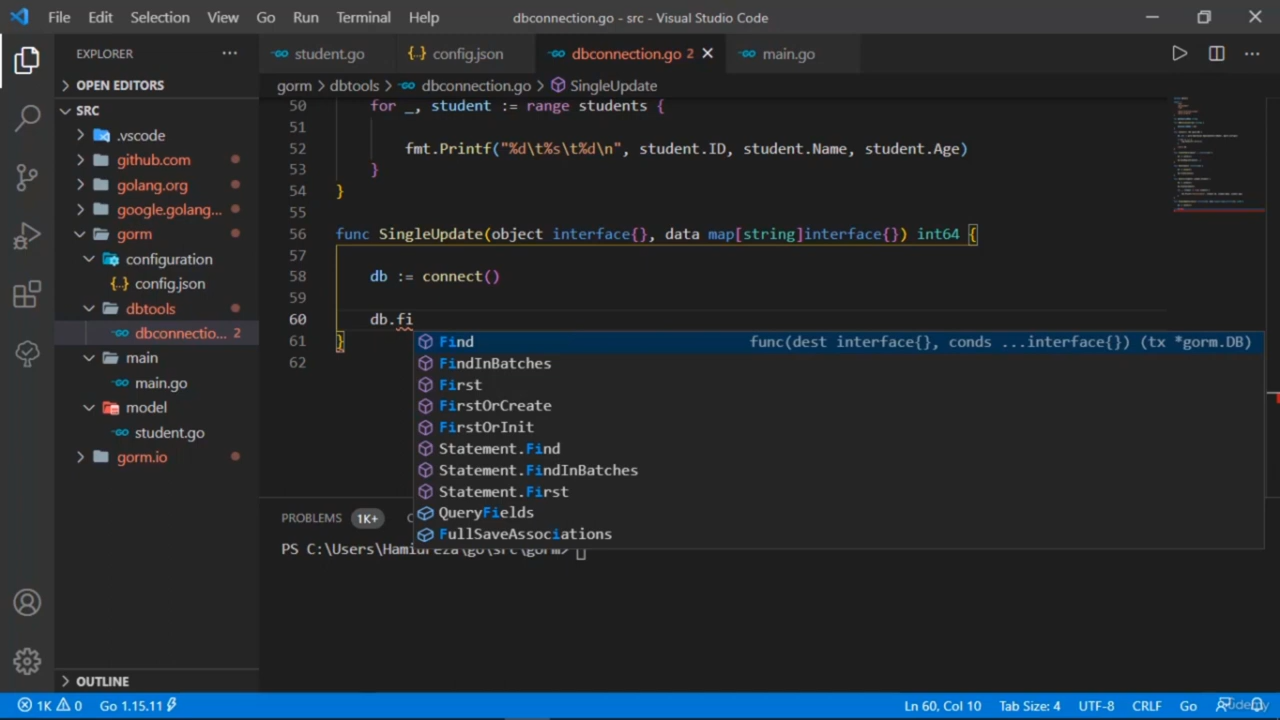 File Edit Selection View Go Run Terminal Help dbconnection.go - src - Visual Studio Code
EXPLORER ···
student.go {} config.json dbconnection.go 2 main.go
OPEN EDITORS
gorm > dbtools > dbconnection.go > SingleUpdate
SRC
.vscode
github.com
golang.org
google.golang...
gorm
configuration
{} config.json
dbtools
dbconnectio... 2
main
main.go
model
student.go
gorm.io
OUTLINE
50 for _, student := range students {
51
52 fmt.Printf("%d\t%s\t%d\n", student.ID, student.Name, student.Age)
53 }
54 }
55
56 func SingleUpdate(object interface{}, data map[string]interface{}) int64 {
57
58 db := connect()
59
60 db.fi
61 }
62
Find func(dest interface{}, conds ...interface{}) (tx *gorm.DB)
FindInBatches
First
FirstOrCreate
FirstOrInit
Statement.Find
Statement.FindInBatches
Statement.First
QueryFields
FullSaveAssociations
PROBLEMS 1K+
PS C:\Users\Hamidreza\go\src\gorm>
1K 0 Go 1.15.11 Ln 60, Col 10 Tab Size: 4 UTF-8 CRLF Go
Udemy